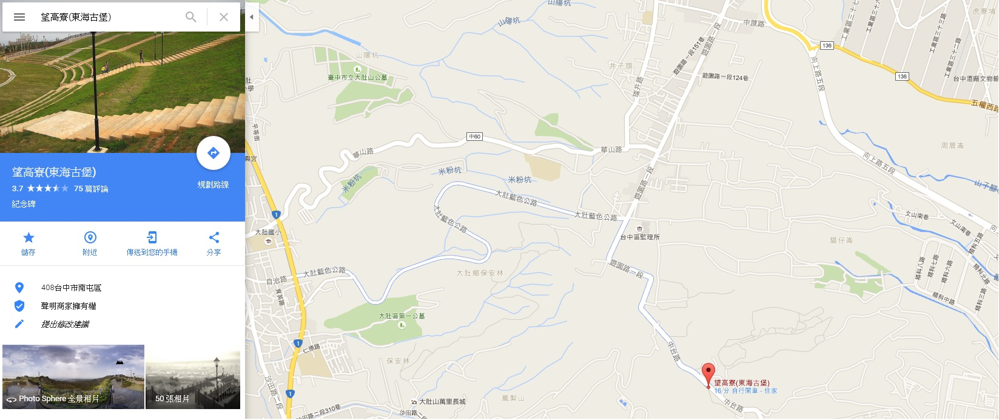 望高寮(東海古堡)
望高寮(東海古堡)
3.7
75 篇評論
紀念碑
規劃路線
儲存
附近
傳送到您的手機
分享
408台中市南屯區
聲明商家擁有權
提出修改建議
Photo Sphere 全景相片
50 張相片
山陽坑
山陽坑
山陽坑
臺中市立大肚山公墓
井子頭
瑞井路
遊園路一段151巷
遊園路一段
中蔗路
遊園路一段124巷
136
136
工業區三十七
工業區三十六
工業區三十三路
工業區三十二路
虎寮埔
台中酒廠文物館
五權西路
向上路五段
周厝崙
向上路五段
山子腳
中60
華山路
華山路
米粉坑
米粉坑
米粉坑
大肚藍色公路
大肚藍色公路
大肚藍色公路
大肚藍色公路
遊園路一段
遊園路一段
台中區監理所
貓仔崙
文山南巷
文山南巷
精科五路
精科八路
精科七路
精科六路
精科北路
精科中路
精科三路
1
大肚國小
自治路
大肚鄉保安林
大肚區第一公墓
1
仁德路
保安林
1
沙田路二段
沙田路二段310巷
大肚山萬里長城
沙田路二
鳳梨山
中台路
望高寮(東海古堡)
16 分 自行開車 - 住家
中台路